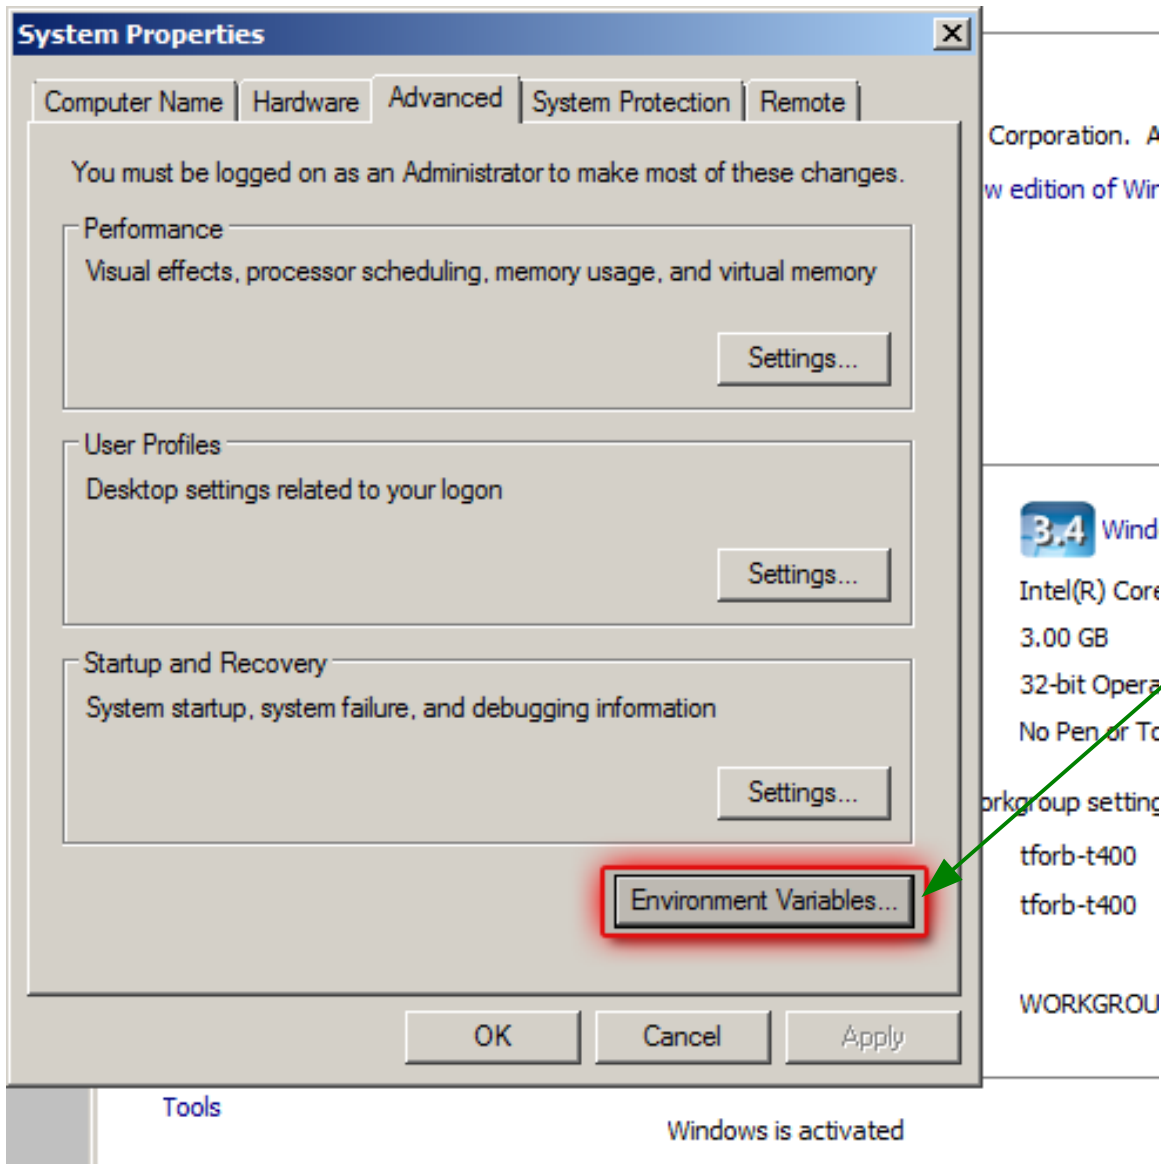 System Properties
Computer Name
Hardware
Advanced
System Protection
Remote
You must be logged on as an Administrator to make most of these changes.
Performance
Visual effects, processor scheduling, memory usage, and virtual memory
Settings...
User Profiles
Desktop settings related to your logon
Settings...
Startup and Recovery
System startup, system failure, and debugging information
Settings...
Environment Variables...
OK
Cancel
Apply
Corporation. A
w edition of
3.4
Intel(R) Core
3.00 GB
32-bit
No Pen or
tforb-t400
tforb-t400
Tools
Windows is activated